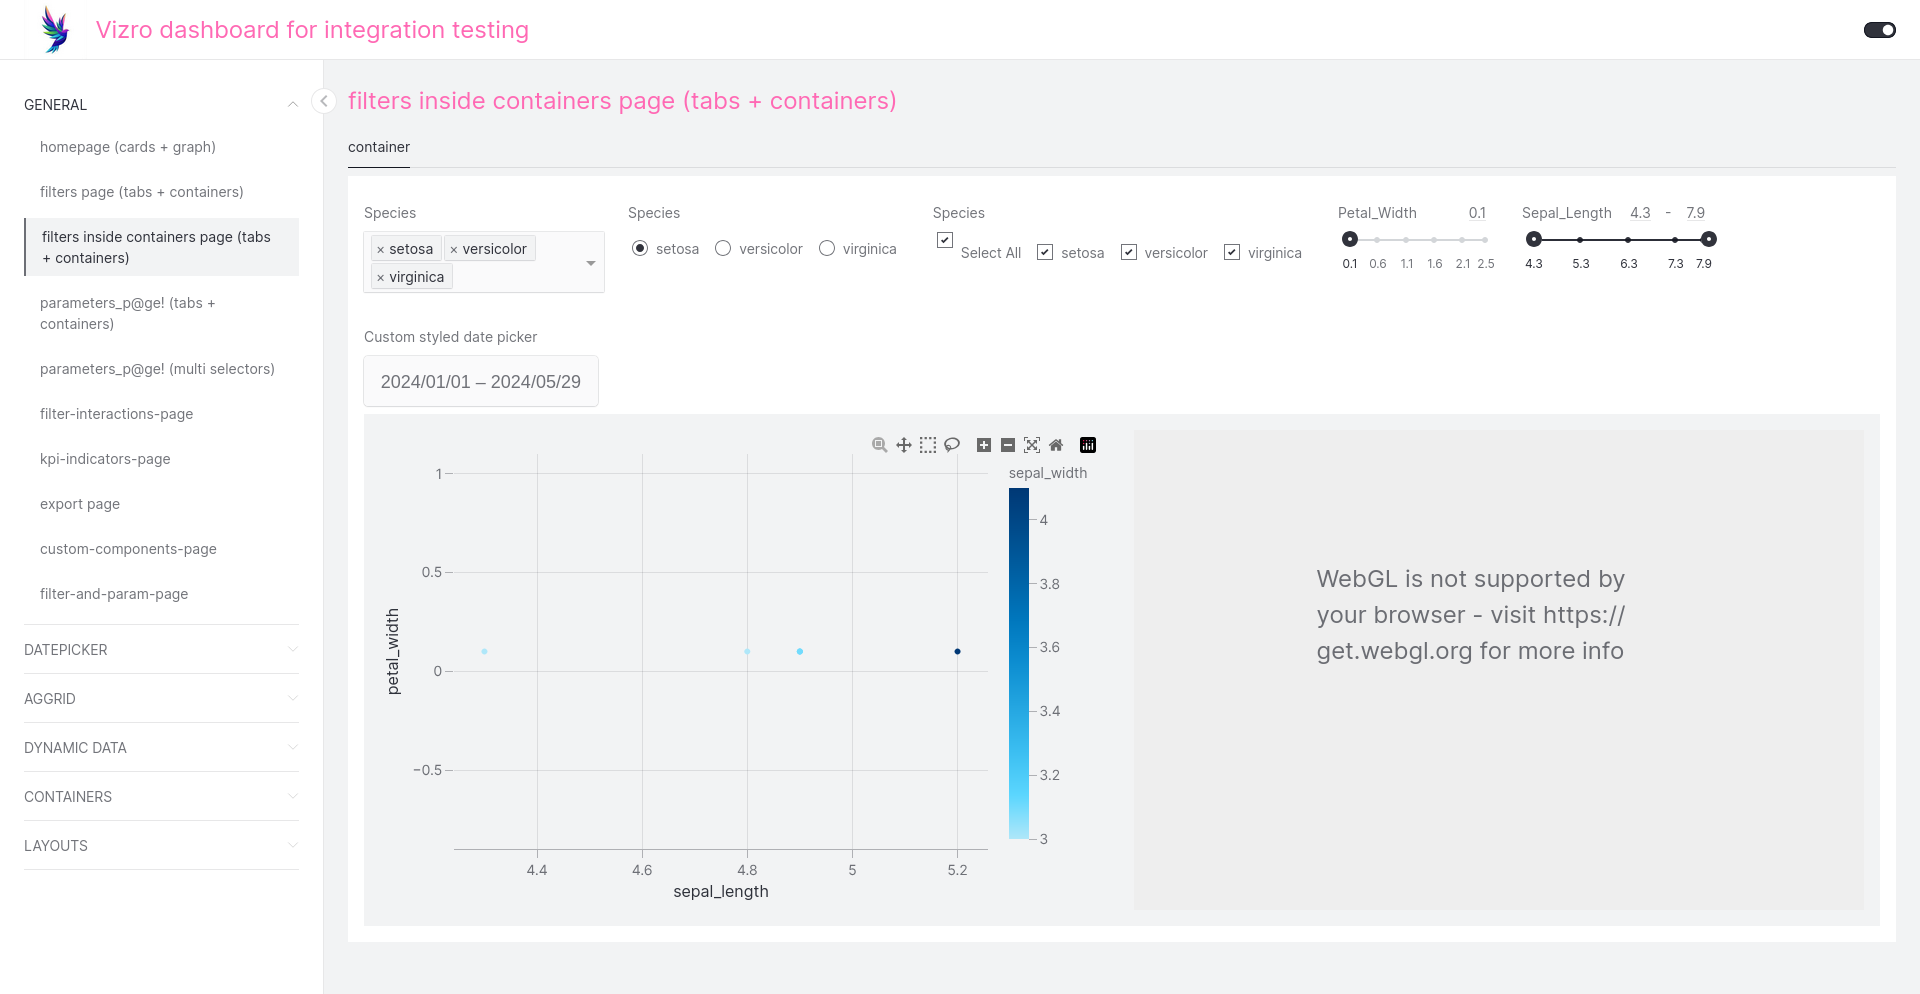 Vizro dashboard for integration testing
GENERAL
homepage (cards + graph)
filters page (tabs + containers)
filters inside containers page (tabs
+ containers)
parameters_p@ge! (tabs +
containers)
parameters_p@ge! (multi selectors)
filter-interactions-page
kpi-indicators-page
export page
custom-components-page
filter-and-param-page
DATEPICKER
AGGRID
DYNAMIC DATA
CONTAINERS
LAYOUTS
filters inside containers page (tabs + containers)
container
Species
× setosa × versicolor
× virginica
Species
setosa versicolor virginica
Species
Select All setosa versicolor virginica
Petal_Width 0.1
0.1 0.6 1.1 1.6 2.1 2.5
Sepal_Length 4.3 - 7.9
4.3 5.3 6.3 7.3 7.9
Custom styled date picker
2024/01/01 – 2024/05/29
1
0.5
0
−0.5
petal_width
4.4 4.6 4.8 5 5.2
sepal_length
sepal_width
4
3.8
3.6
3.4
3.2
3
WebGL is not supported by
your browser - visit https://
get.webgl.org for more info